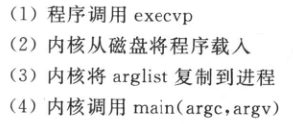 (1) 程序调用 execvp
(2) 内核从磁盘将程序载入
(3) 内核将 arglist 复制到进程
(4) 内核调用 main(argc,argv)